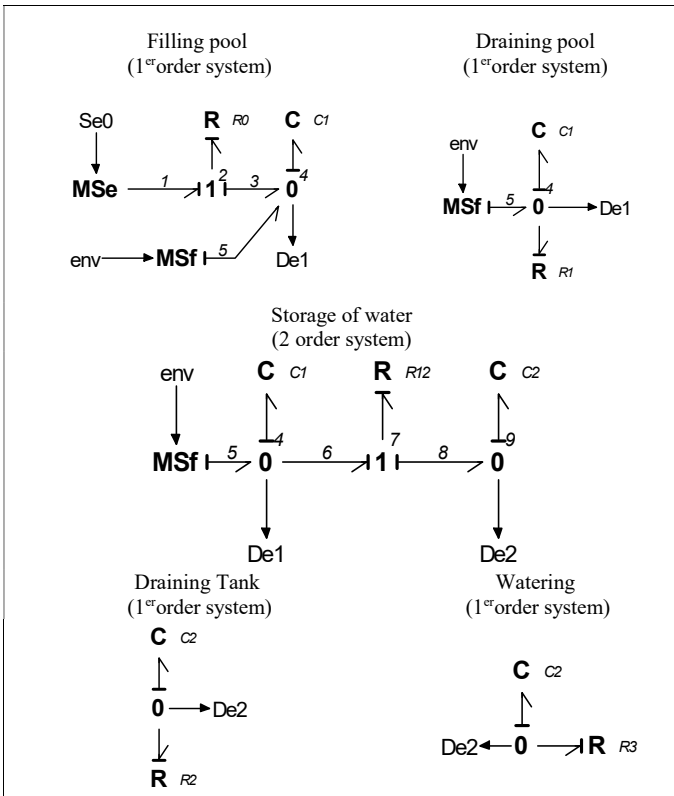 Filling pool
(1er order system)
Draining pool
(1er order system)
Se0
R R0
C C1
MSe 1 1 2 3 0 4
env MSf 5
De1
env
C C1
MSf 5 0 4 De1
R R1
Storage of water
(2 order system)
env
C C1
R R12
C C2
MSf 5 0 4 6 1 7 8 0 9
De1
De2
Draining Tank
(1er order system)
Watering
(1er order system)
C C2
0 De2
R R2
C C2
De2 0 R R3